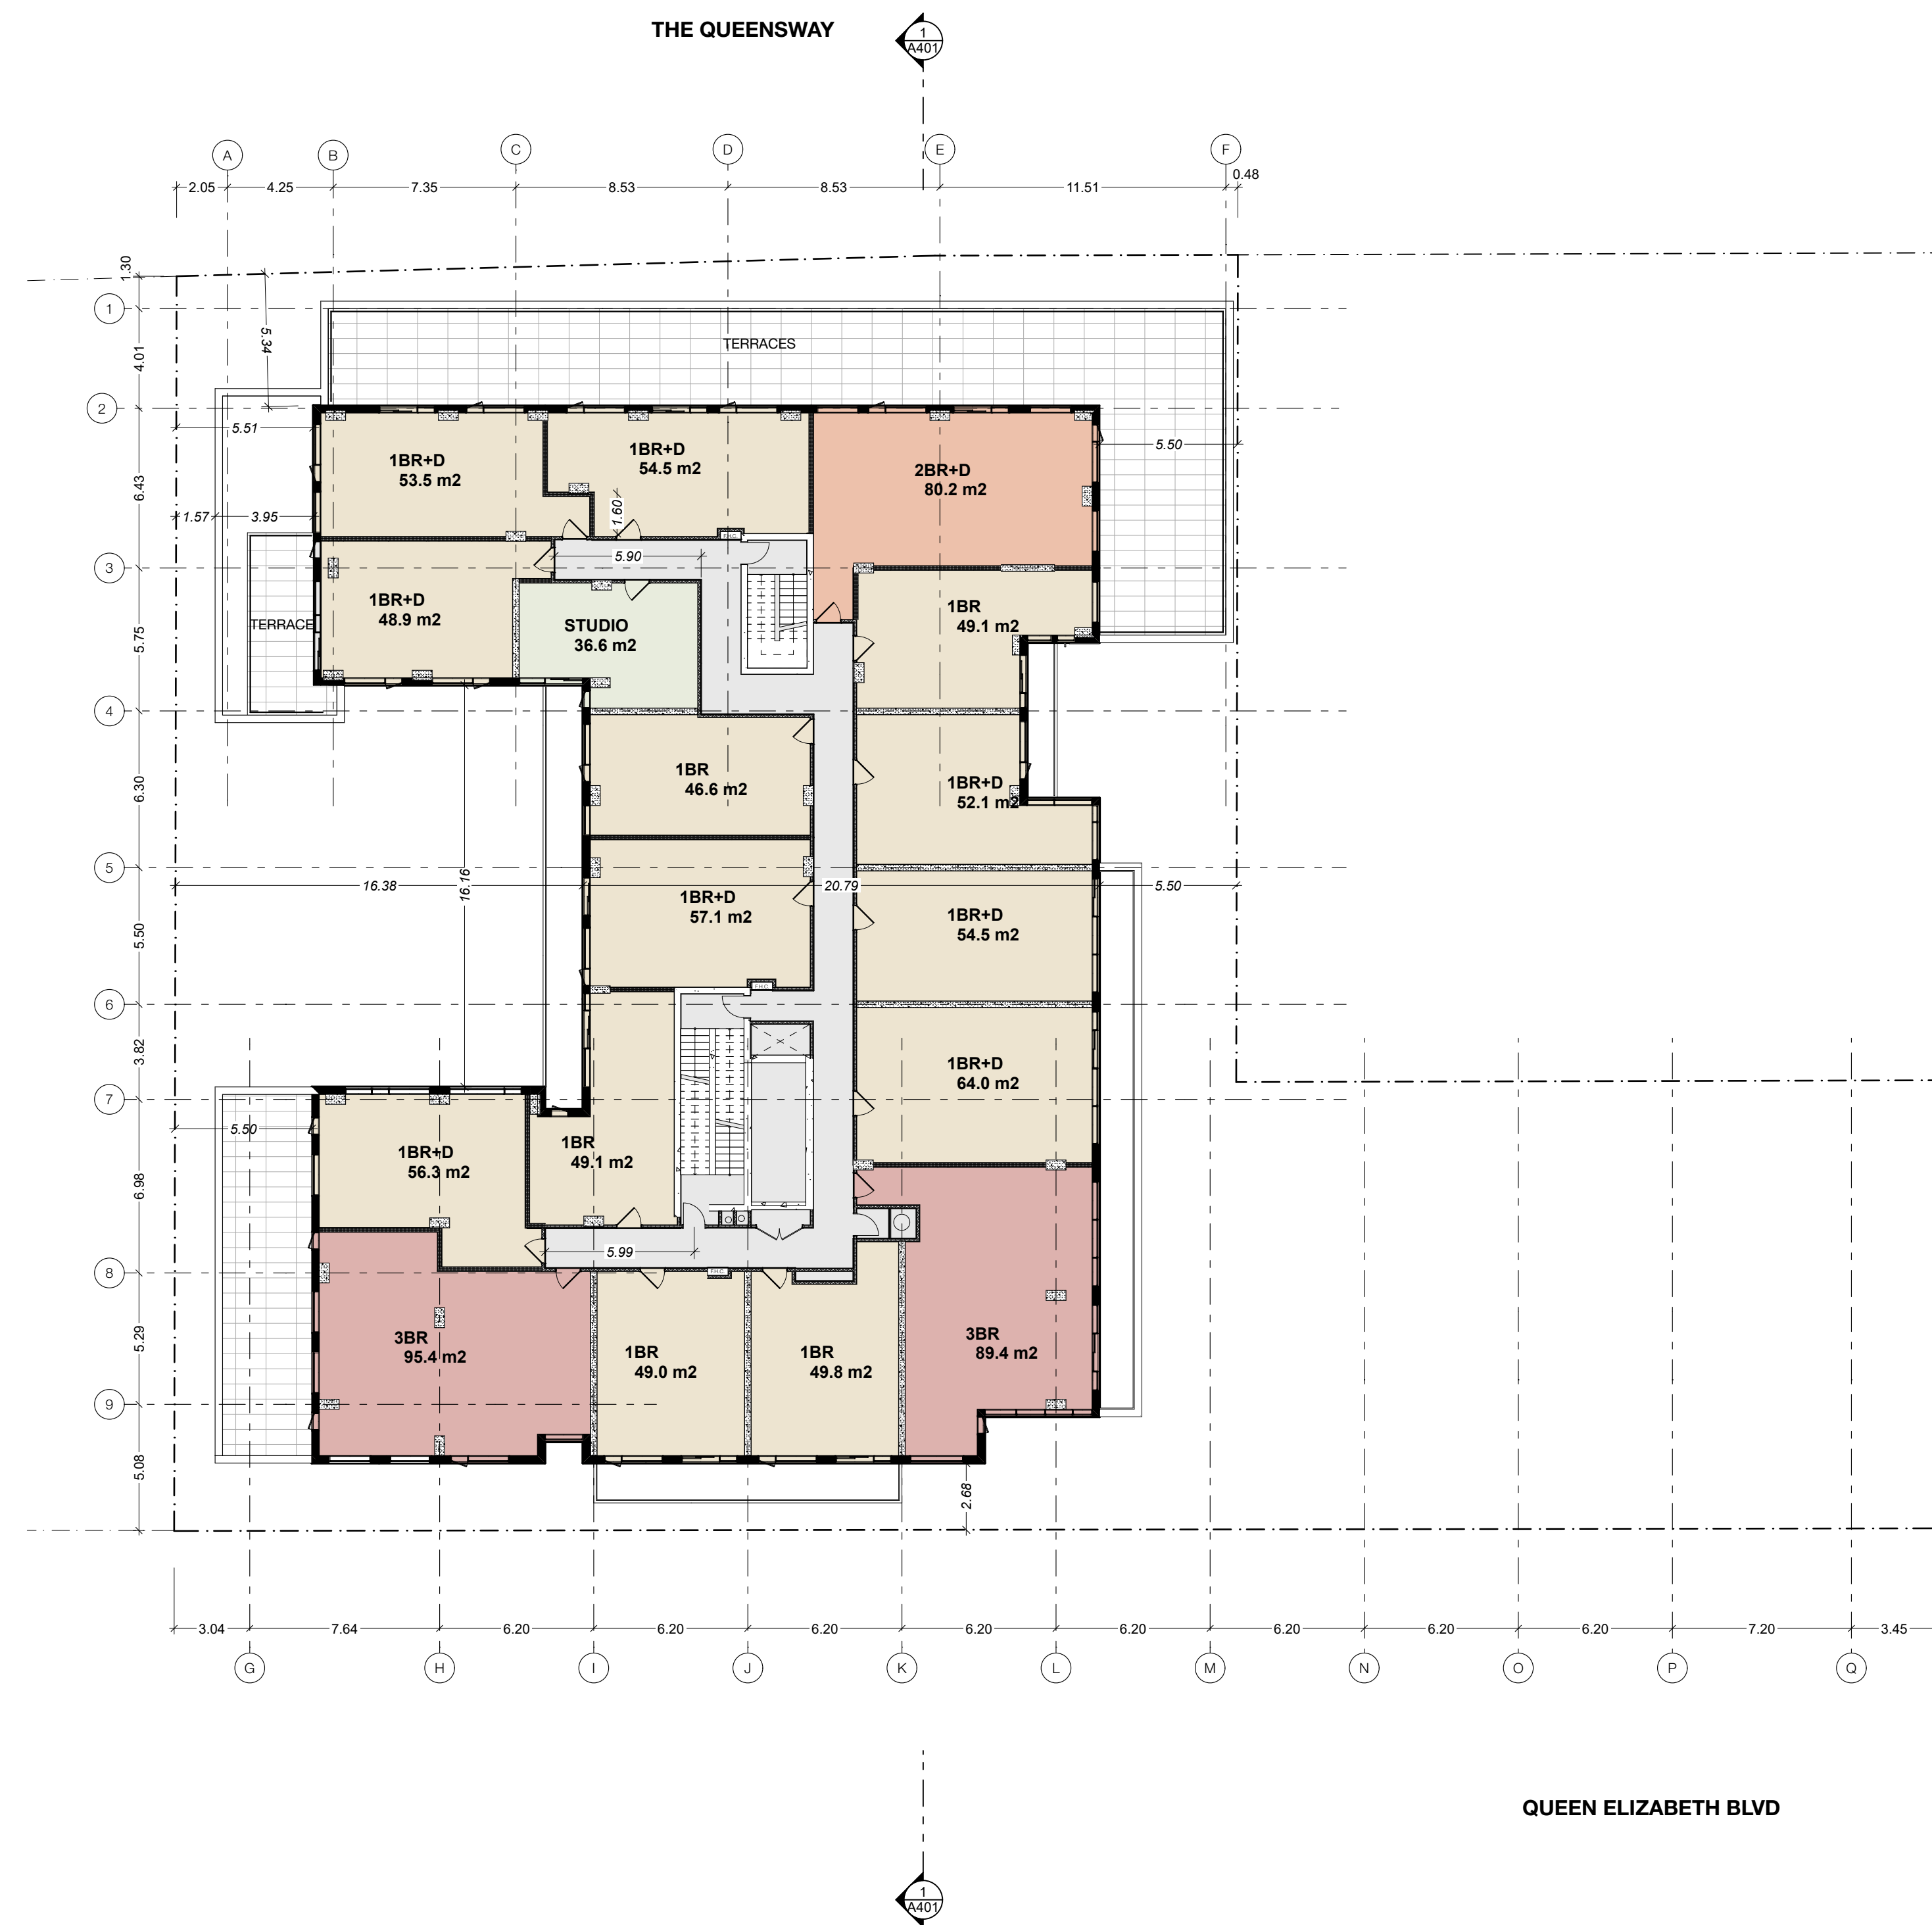 THE QUEENSWAY
1
A401
A
B
C
D
E
F
2.05
4.25
7.35
8.53
8.53
11.51
0.48
1.30
1
4.01
5.34
TERRACES
2
5.51
5.50
6.43
1BR+D
53.5 m2
1BR+D
54.5 m2
2BR+D
80.2 m2
1.57
3.95
1.60
F.H.C.
5.90
3
5.75
TERRACE
1BR+D
48.9 m2
STUDIO
36.6 m2
1BR
49.1 m2
4
6.30
1BR
46.6 m2
1BR+D
52.1 m2
5
16.38
16.16
20.79
5.50
5.50
1BR+D
57.1 m2
1BR+D
54.5 m2
F.H.C.
6
3.82
1BR+D
64.0 m2
7
5.50
6.98
1BR+D
56.3 m2
1BR
49.1 m2
5.99
F.H.C.
8
5.29
3BR
95.4 m2
1BR
49.0 m2
1BR
49.8 m2
3BR
89.4 m2
9
5.08
2.68
3.04
7.64
6.20
6.20
6.20
6.20
6.20
6.20
6.20
6.20
7.20
3.45
G
H
I
J
K
L
M
N
O
P
Q
QUEEN ELIZABETH BLVD
1
A401